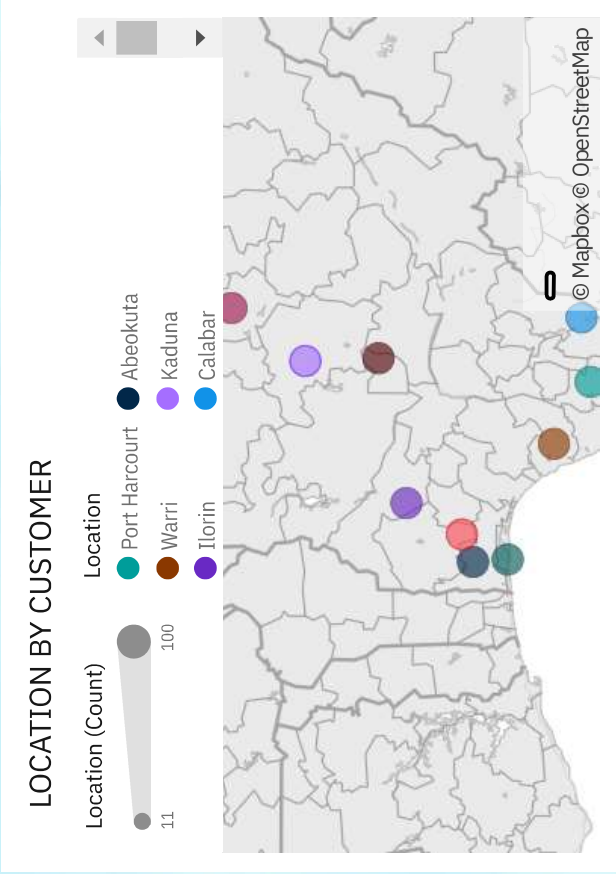 LOCATION BY CUSTOMER
Location (Count)
11
100
Location
Port Harcourt
Abeokuta
Warri
Kaduna
Ilorin
Calabar
© Mapbox © OpenStreetMap